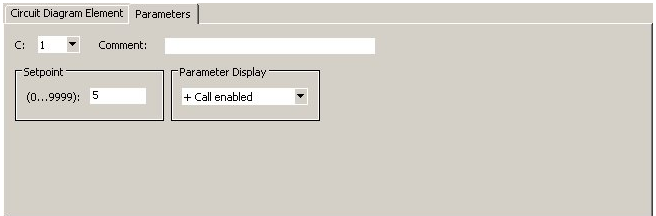 Circuit Diagram Element Parameters
C: 1 Comment:
Setpoint Parameter Display
(0...9999): 5 + Call enabled